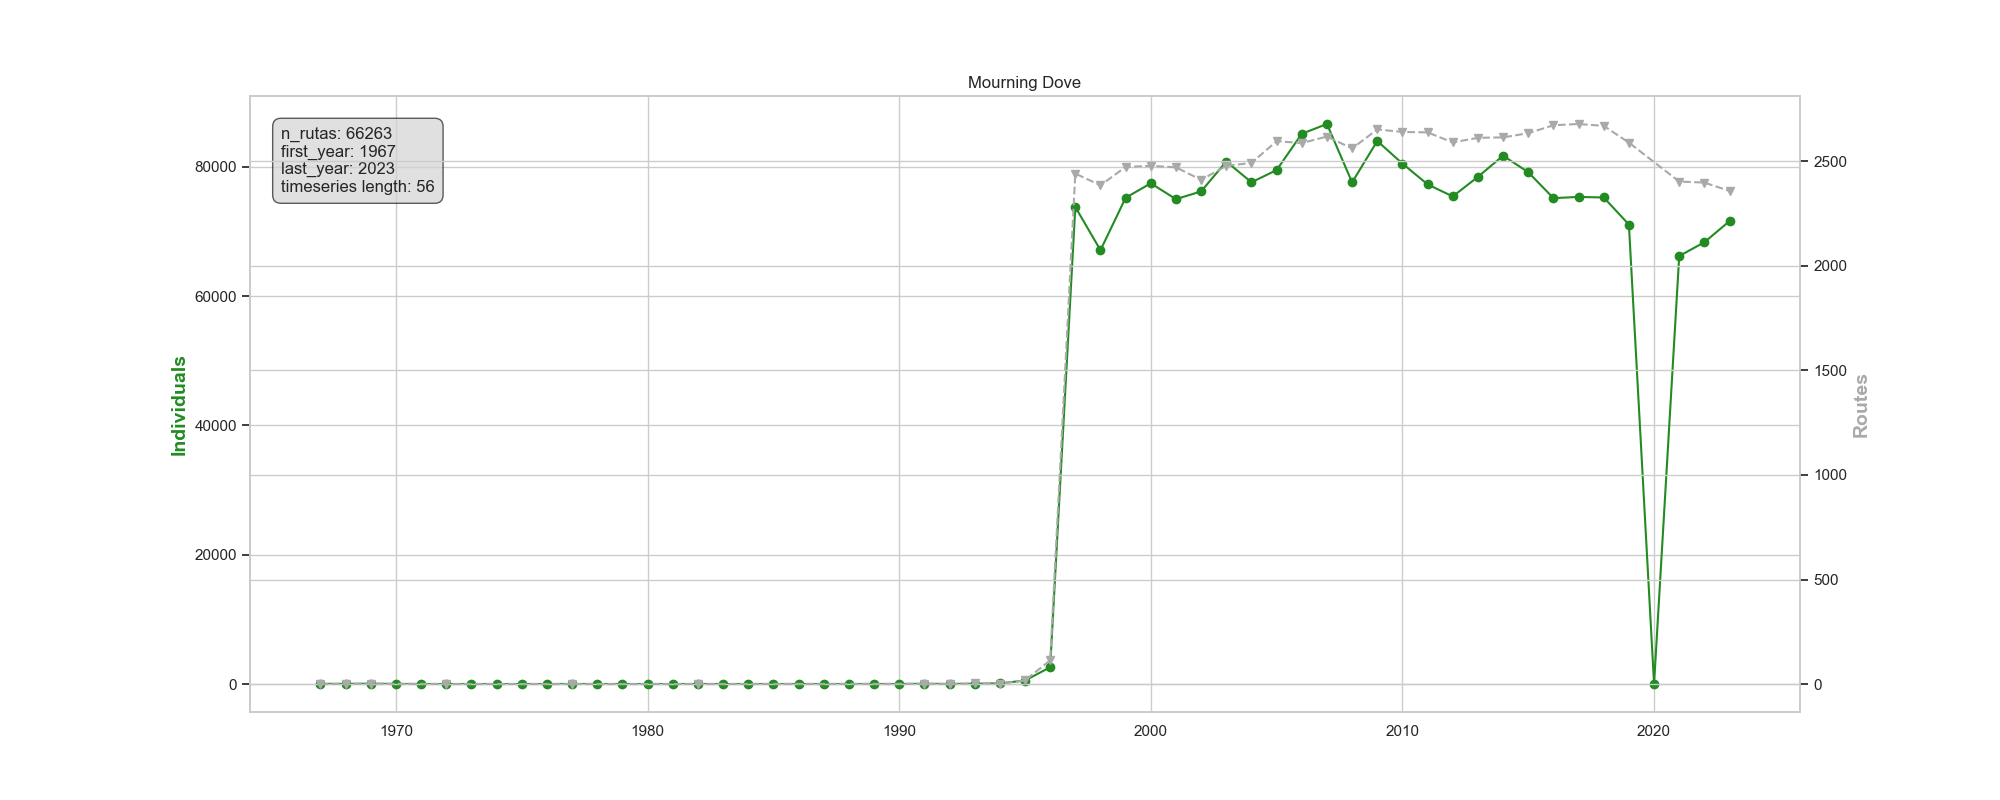 Mourning Dove
n_rutas: 66263
first_year: 1967
last_year: 2023
timeseries length: 56
80000
60000
40000
20000
0
Individuals
2500
2000
1500
1000
500
0
Routes
1970
1980
1990
2000
2010
2020